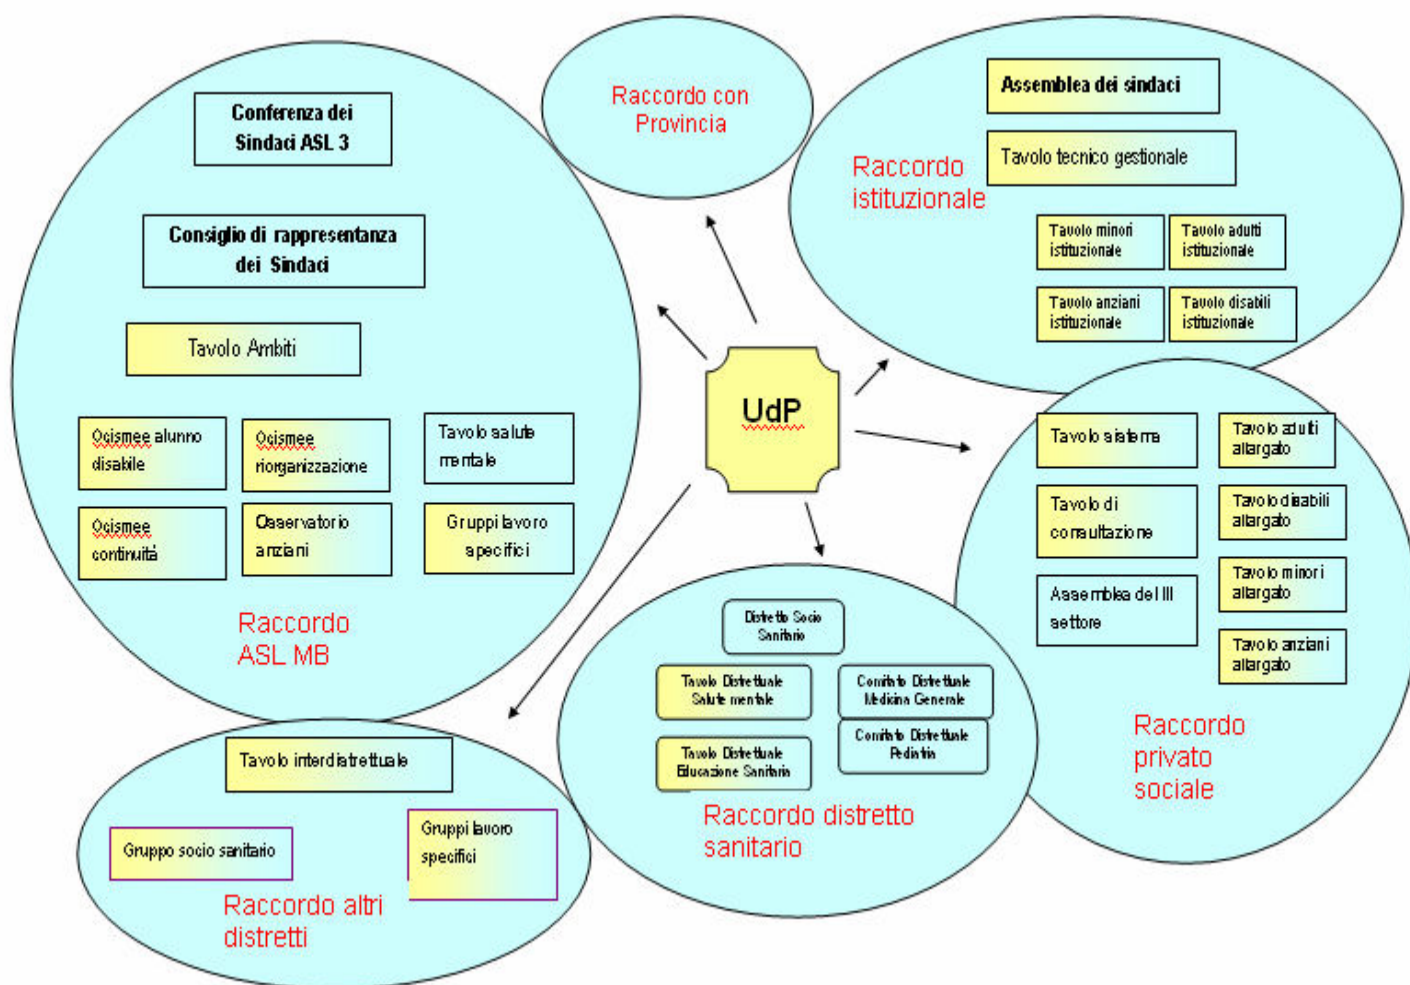 Conferenza dei
Sindaci ASL 3
Consiglio di rappresentanza
dei Sindaci
Tavolo Ambiti
Ocismee alunno
disabile
Ocismee
riorganizzazione
Tavolo salute
mentale
Ocismee
continuità
Osservatorio
anziani
Gruppi lavoro
specifici
Raccordo
ASL MB
Raccordo con
Provincia
Assemblea dei sindaci
Tavolo tecnico gestionale
Raccordo
istituzionale
Tavolo minori
istituzionale
Tavolo adulti
istituzionale
Tavolo anziani
istituzionale
Tavolo disabili
istituzionale
UdP
Tavolo sistema
Tavolo adulti
allargato
Tavolo di
consultazione
Tavolo disabili
allargato
Assemblea del III
settore
Tavolo minori
allargato
Tavolo anziani
allargato
Raccordo
privato
sociale
Distretto Socio
Sanitario
Tavolo Distrettuale
Salute mentale
Comitato Distrettuale
Medicina Generale
Tavolo Distrettuale
Educazione Sanitaria
Comitato Distrettuale
Pediatria
Raccordo distretto
sanitario
Tavolo interdistrettuale
Gruppo socio sanitario
Gruppi lavoro
specifici
Raccordo altri
distretti